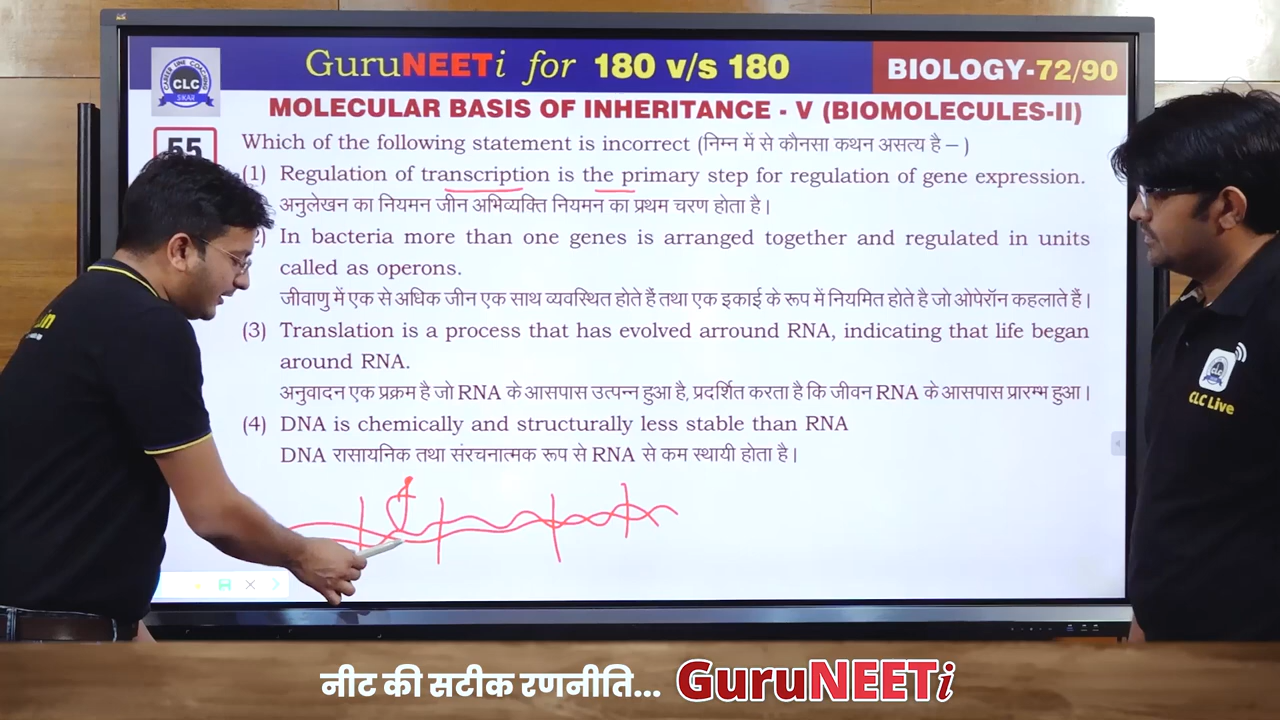 GuruNEETi for 180 v/s 180
BIOLOGY-72/90
CAREER LINE COACHING
CLC
SIKAR
MOLECULAR BASIS OF INHERITANCE - V (BIOMOLECULES-II)
55
Which of the following statement is incorrect (निम्न में से कौनसा कथन असत्य है – )
(1) Regulation of transcription is the primary step for regulation of gene expression.
अनुलेखन का नियमन जीन अभिव्यक्ति नियमन का प्रथम चरण होता है।
In bacteria more than one genes is arranged together and regulated in units
called as operons.
जीवाणु में एक से अधिक जीन एक साथ व्यवस्थित होते हैं तथा एक इकाई के रूप में नियमित होते है जो ओपेरॉन कहलाते हैं।
(3) Translation is a process that has evolved arround RNA, indicating that life began
around RNA.
अनुवादन एक प्रक्रम है जो RNA के आसपास उत्पन्न हुआ है, प्रदर्शित करता है कि जीवन RNA के आसपास प्रारम्भ हुआ।
(4) DNA is chemically and structurally less stable than RNA
DNA रासायनिक तथा संरचनात्मक रूप से RNA से कम स्थायी होता है।
CLC
CLC Live
नीट की सटीक रणनीति... GuruNEETi